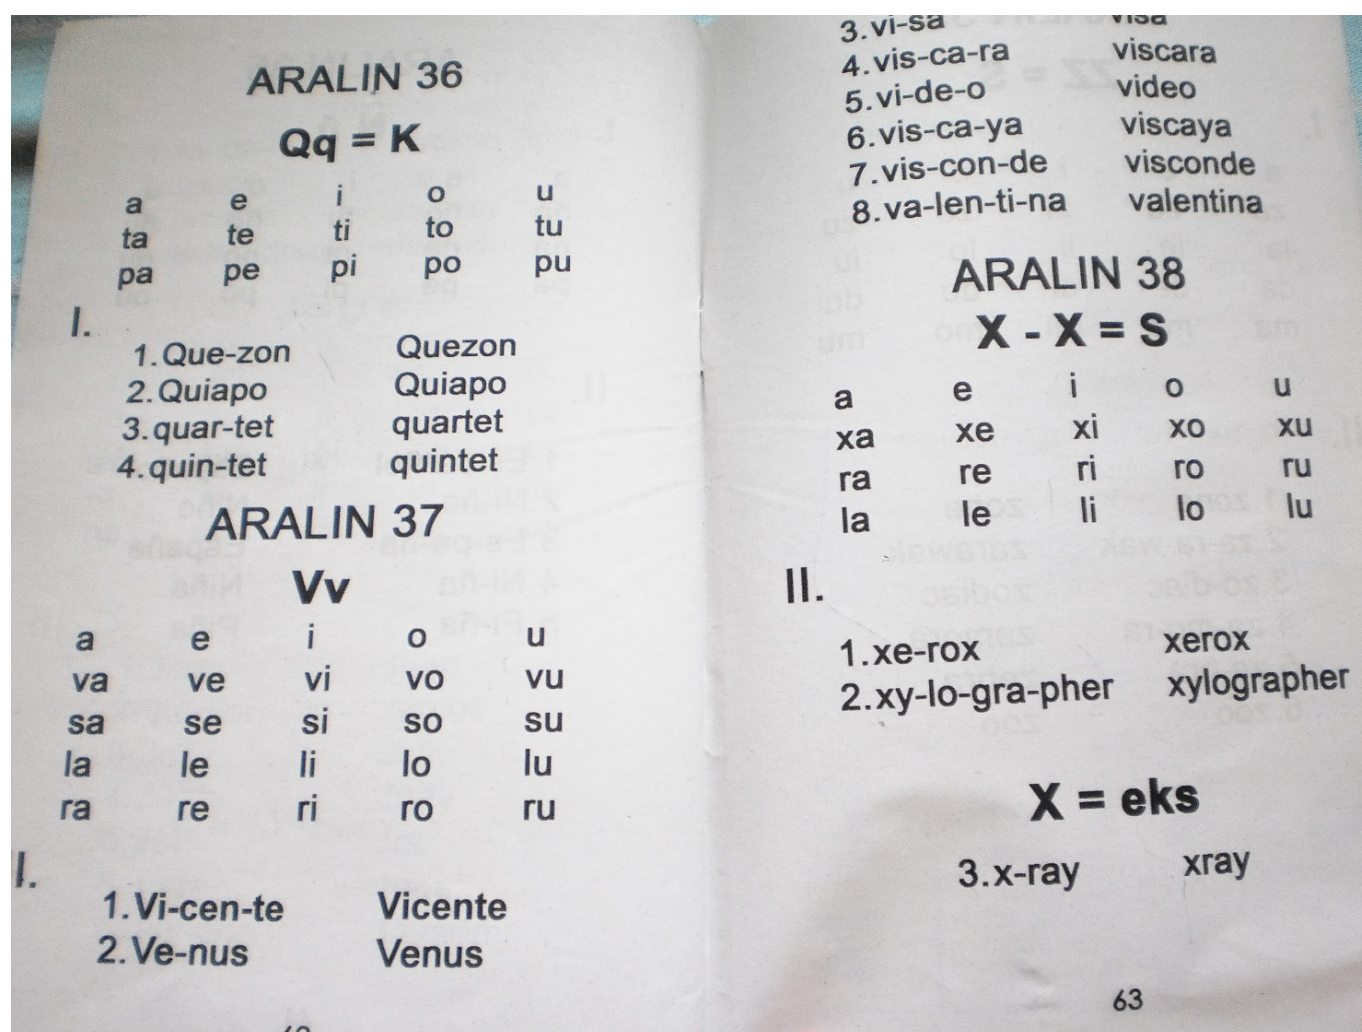 ARALIN 36
Qq = K
a e i o u
ta te ti to tu
pa pe pi po pu
I.
1. Que-zon Quezon
2. Quiapo Quiapo
3. quar-tet quartet
4. quin-tet quintet
ARALIN 37
Vv
a e i o u
va ve vi vo vu
sa se si so su
la le li lo lu
ra re ri ro ru
I.
1. Vi-cen-te Vicente
2. Ve-nus Venus
3. vi-sa visa
4. vis-ca-ra viscara
5. vi-de-o video
6. vis-ca-ya viscaya
7. vis-con-de visconde
8. va-len-ti-na valentina
ARALIN 38
X - X = S
a e i o u
xa xe xi xo xu
ra re ri ro ru
la le li lo lu
II.
1. xe-rox xerox
2. xy-lo-gra-pher xylographer
X = eks
3. x-ray xray
63